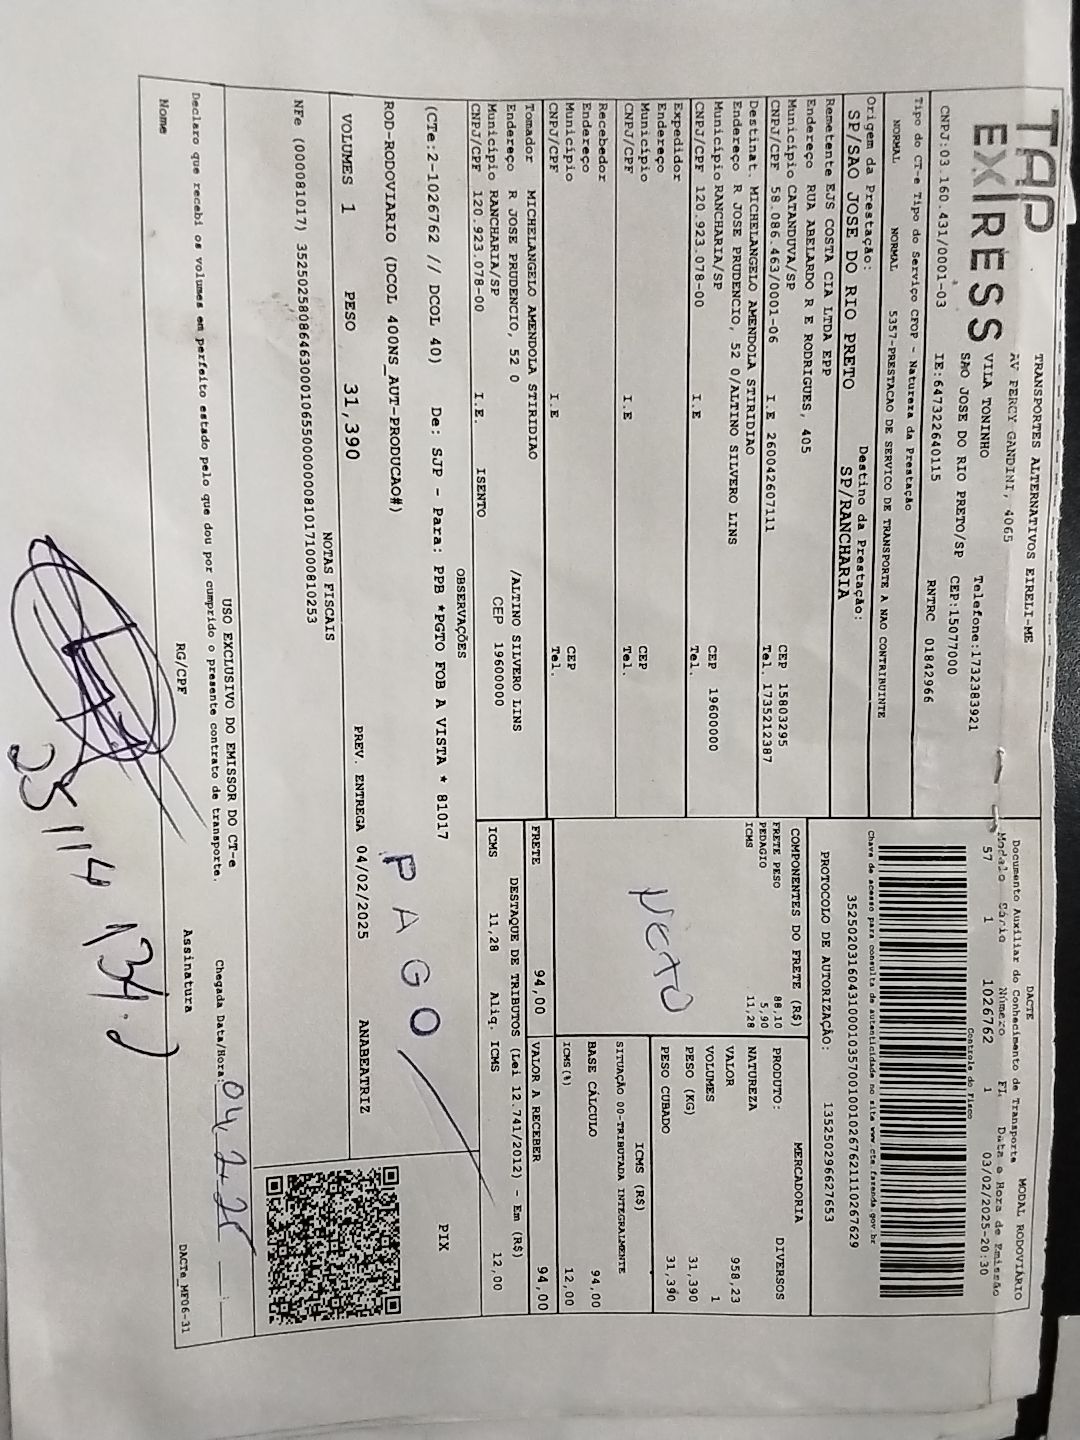 TAP
EX|RESS
TRANSPORTES ALTERNATIVOS EIRELI-ME
AV PERCY GANDINI, 4065
VILA TONINHO
SAO JOSE DO RIO PRETO/SP
Telefone:1732383921
CEP:15077000
CNPJ:03.160.431/0001-03
IE:647322640115
RNTRC 01842966
DACTE
MODAL RODOVIÁRIO
Documento Auxiliar do Conhecimento de Transporte
Modelo Série Número FL Data e Hora de Emissão
57 1 1026762 1 03/02/2025-20:30
Controle do Fisco
Tipo do CT-e Tipo do Serviço CFOP - Natureza da Prestação
NORMAL NORMAL 5357-PRESTACAO DE SERVICO DE TRANSPORTE A NAO CONTRIBUINTE
Chave de acesso para consulta de autenticidade no site www.cte.fazenda.gov.br
Origem da Prestação:
SP/SAO JOSE DO RIO PRETO
Destino da Prestação:
SP/RANCHARIA
PROTOCOLO DE AUTORIZAÇÃO: 135250296627653
Remetente EJS COSTA CIA LTDA EPP
Endereço RUA ABELARDO R E RODRIGUES, 405
Município CATANDUVA/SP CEP 15803295
CNPJ/CPF 58.086.463/0001-06 I.E 260042607111 Tel. 1735212387
Destinat. MICHELANGELO AMENDOLA STIRIDIAO
Endereço R JOSE PRUDENCIO, 52 0/ALTINO SILVERO LINS
Município RANCHARIA/SP CEP 19600000
CNPJ/CPF 120.923.078-00 I.E Tel.
Expedidor
Endereço
Município CEP
CNPJ/CPF I.E Tel.
Recebedor
Endereço
Município CEP
CNPJ/CPF I.E Tel.
Tomador MICHELANGELO AMENDOLA STIRIDIAO
Endereço R JOSE PRUDENCIO, 52 0 /ALTINO SILVERO LINS
Município RANCHARIA/SP CEP 19600000
CNPJ/CPF 120.923.078-00 I.E. ISENTO
COMPONENTES DO FRETE (R$)
FRETE PESO 88,10
PEDAGIO 5,90
ICMS 11,28
NETO
MERCADORIA
PRODUTO: DIVERSOS
NATUREZA
VALOR 958,23
VOLUMES 1
PESO (KG) 31,390
PESO CUBADO 31,390
ICMS (R$)
SITUAÇÃO 00-TRIBUTADA INTEGRALMENTE
BASE CÁLCULO 94,00
ICMS(%) 12,00
FRETE 94,00
VALOR A RECEBER 94,00
DESTAQUE DE TRIBUTOS (Lei 12.741/2012) - Em (R$)
ICMS 11,28 Aliq. ICMS 12,00
OBSERVAÇÕES
(CTe:2-1026762 // DCOL 40) De: SJP - Para: PPB *PGTO FOB A VISTA * 81017
ROD-RODOVIARIO (DCOL 400NS_AUT-PRODUCAO#)
PAGO
PIX
VOLUMES 1 PESO 31,390 PREV. ENTREGA 04/02/2025 ANABEATRIZ
NOTAS FISCAIS
USO EXCLUSIVO DO EMISSOR DO CT-e
Declaro que recebi os volumes em perfeito estado pelo que dou por cumprido o presente contrato de transporte.
Chegada Data/Hora:
Nome RG/CPF Assinatura
DACTe_MF06-31